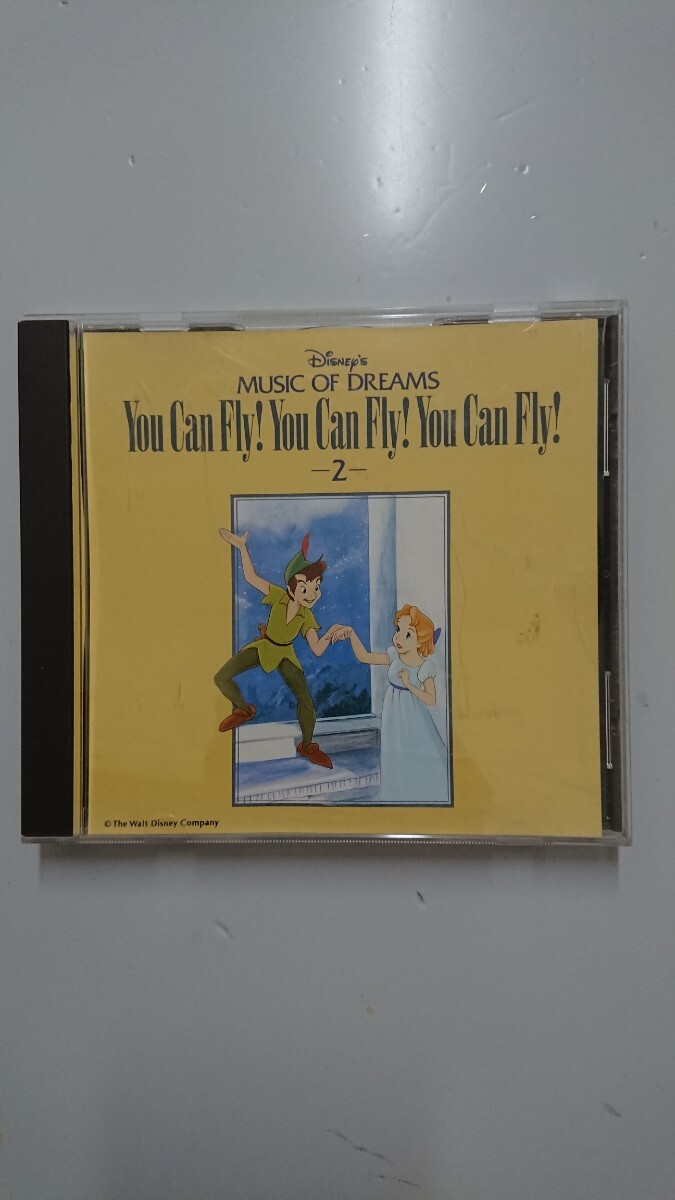 Disney's
MUSIC OF DREAMS
You Can Fly! You Can Fly! You Can Fly!
—2—
© The Walt Disney Company